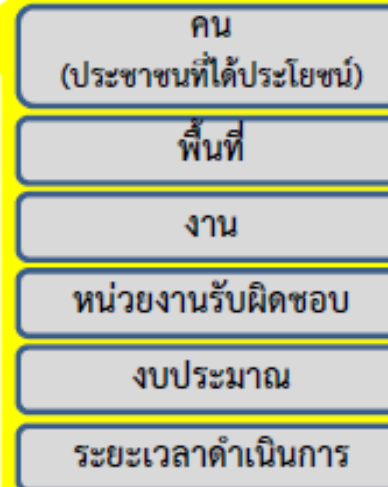 คน
(ประชาชนที่ได้ประโยชน์)
พื้นที่
งาน
หน่วยงานรับผิดชอบ
งบประมาณ
ระยะเวลาดำเนินการ